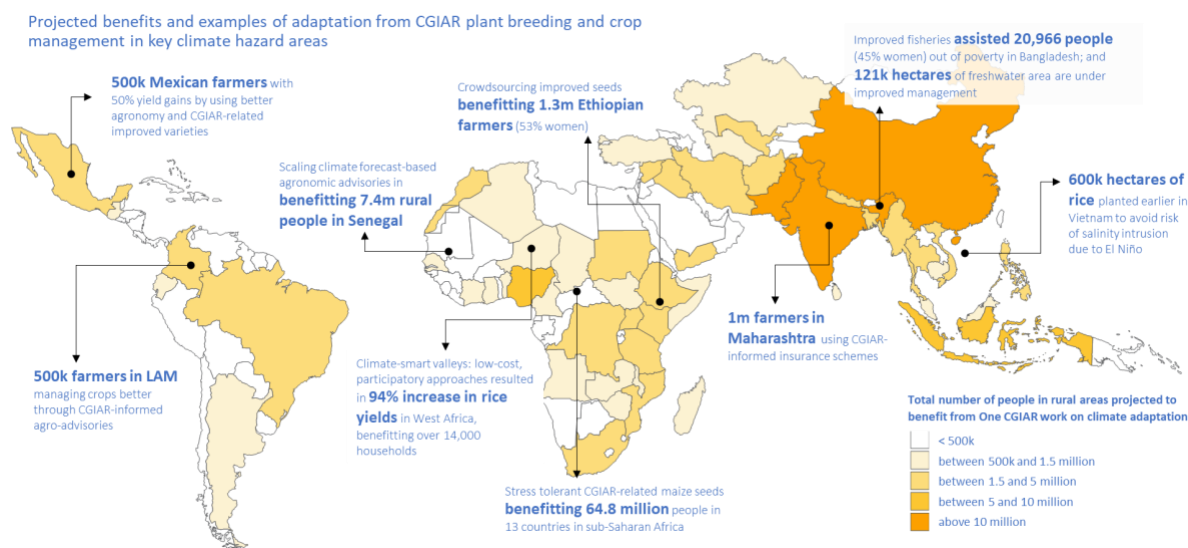 Projected benefits and examples of adaptation from CGIAR plant breeding and crop
management in key climate hazard areas
500k Mexican farmers with
50% yield gains by using better
agronomy and CGIAR-related
improved varieties
Crowdsourcing improved seeds
benefitting 1.3m Ethiopian
farmers (53% women)
Improved fisheries assisted 20,966 people
(45% women) out of poverty in Bangladesh; and
121k hectares of freshwater area are under
improved management
Scaling climate forecast-based
agronomic advisories in
benefitting 7.4m rural
people in Senegal
600k hectares of
rice planted earlier in
Vietnam to avoid risk
of salinity intrusion
due to El Niño
500k farmers in LAM
managing crops better
through CGIAR-informed
agro-advisories
Climate-smart valleys: low-cost,
participatory approaches resulted
in 94% increase in rice
yields in West Africa,
benefitting over 14,000
households
1m farmers in
Maharashtra using CGIAR-
informed insurance schemes
Stress tolerant CGIAR-related maize seeds
benefitting 64.8 million people in
13 countries in sub-Saharan Africa
Total number of people in rural areas projected to
benefit from One CGIAR work on climate adaptation
< 500k
between 500k and 1.5 million
between 1.5 and 5 million
between 5 and 10 million
above 10 million